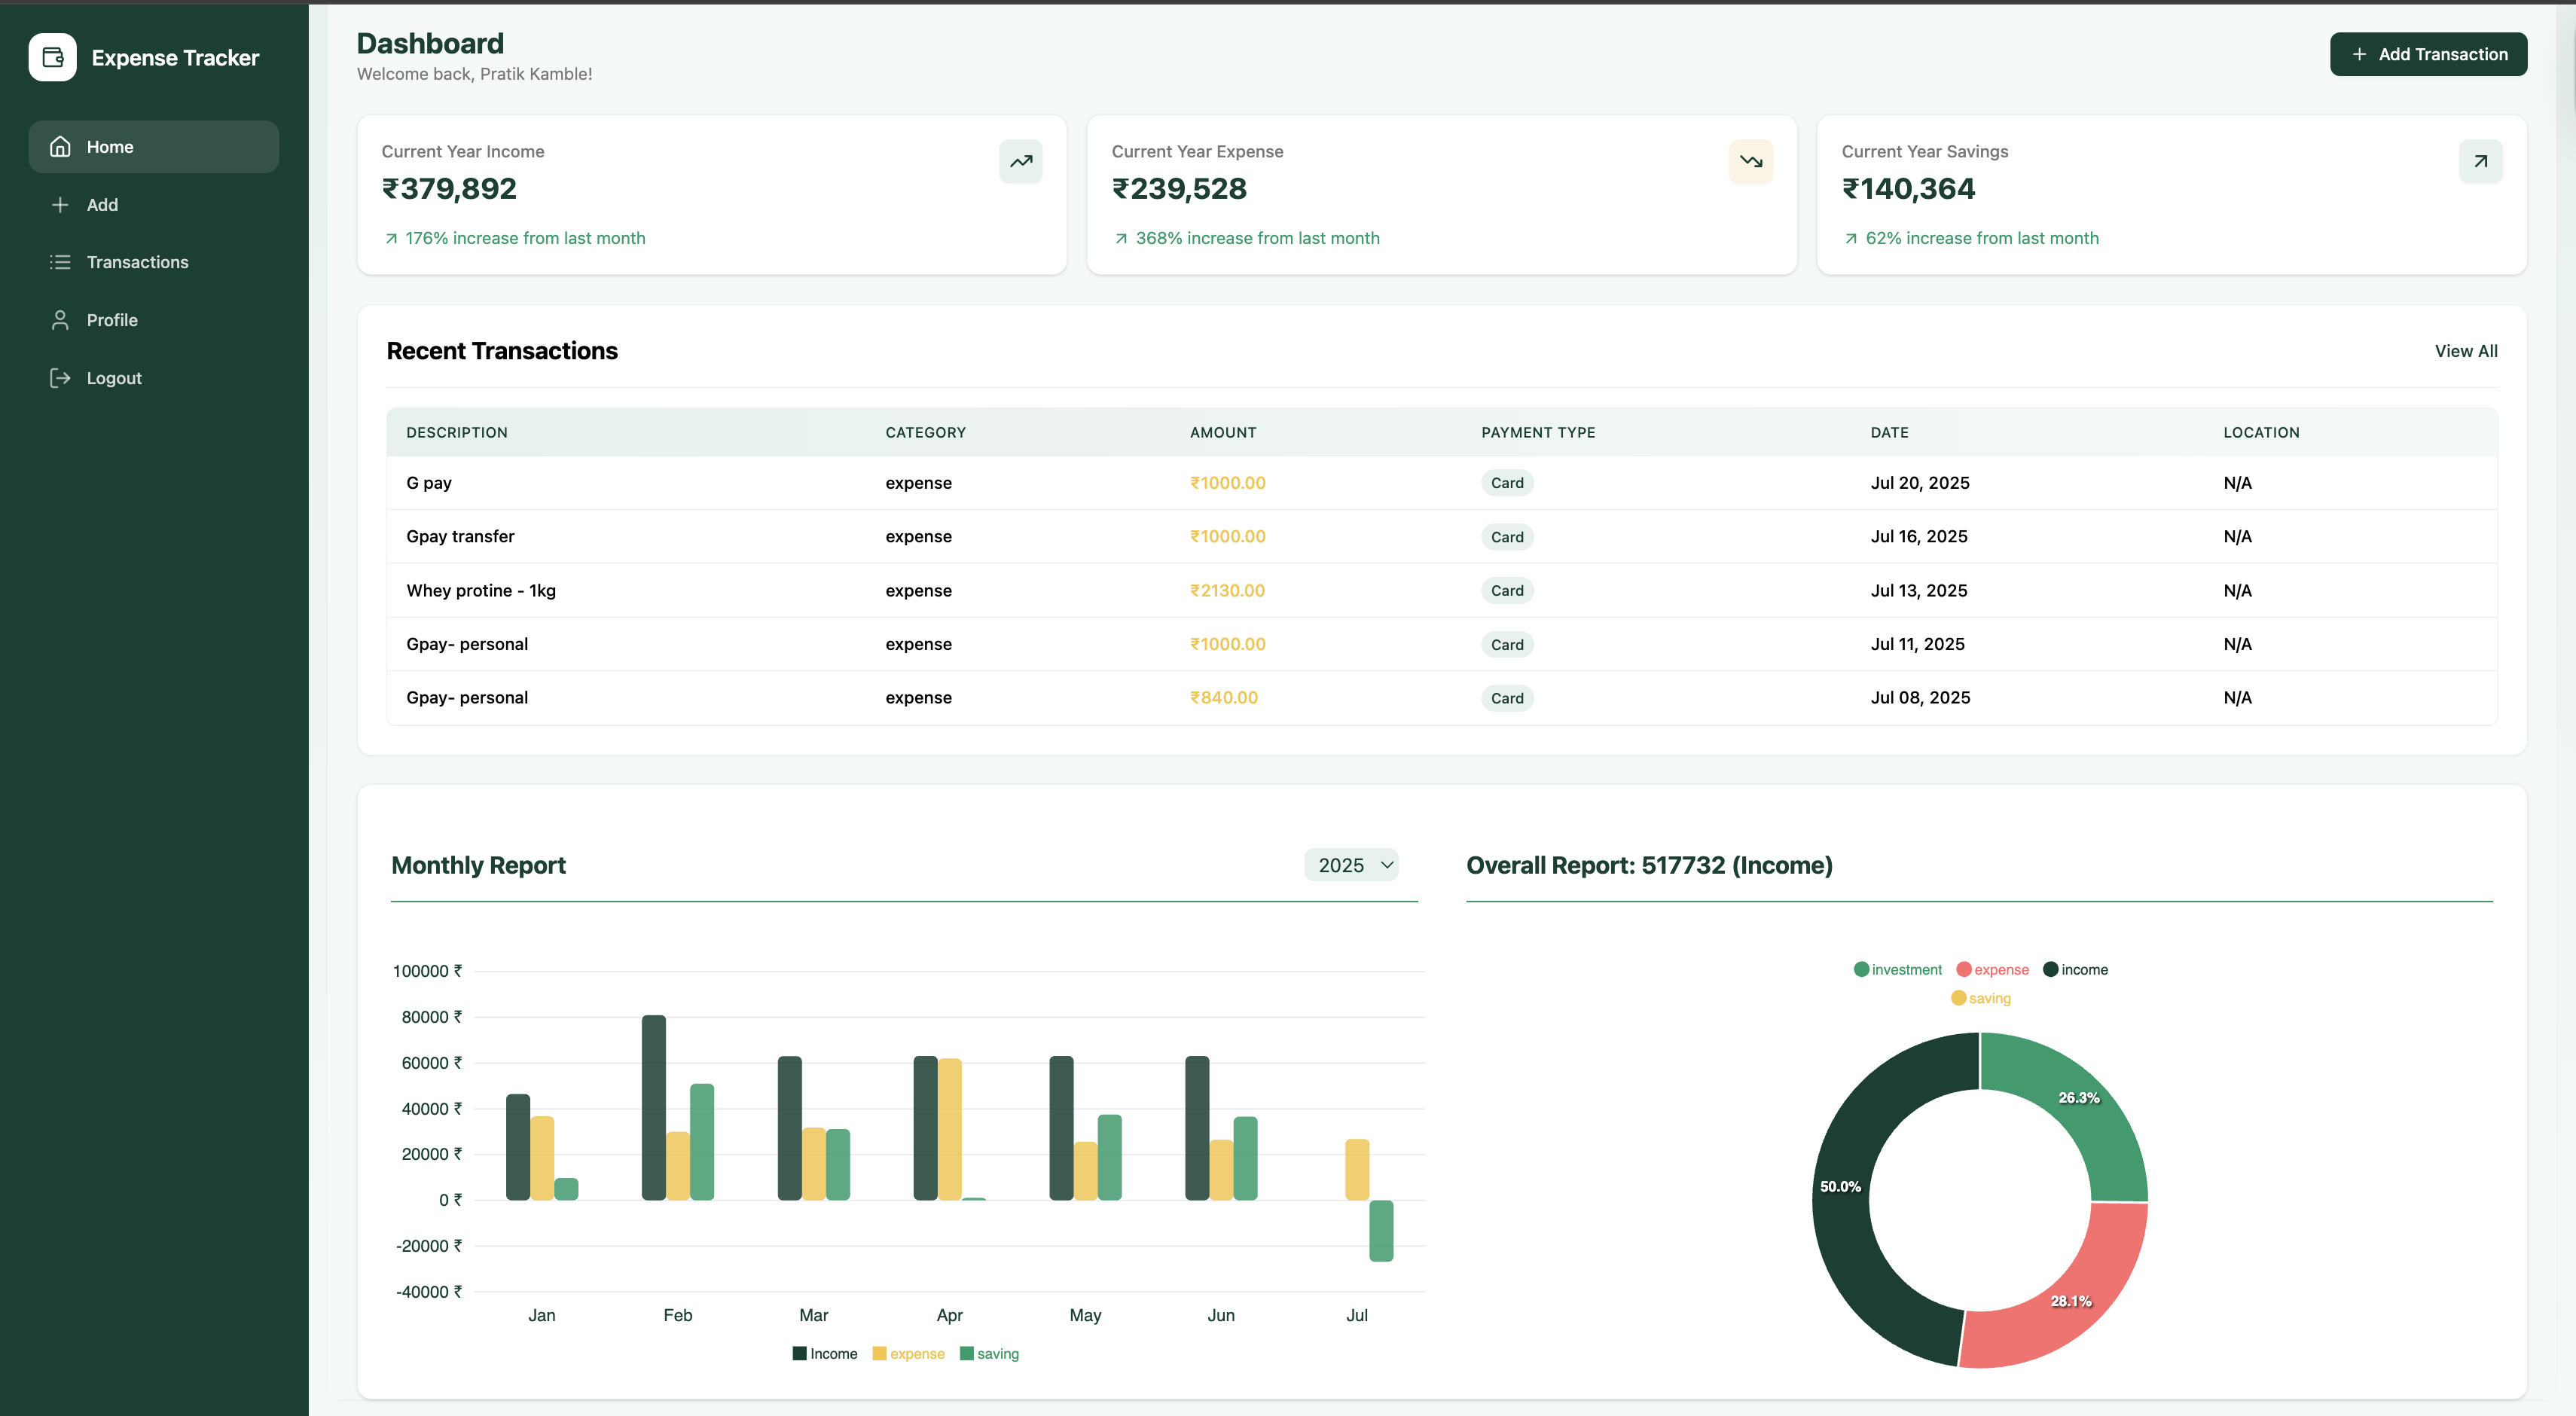 Expense Tracker
Home
Add
Transactions
Profile
Logout
Dashboard
Welcome back, Pratik Kamble!
Add Transaction
Current Year Income
₹379,892
176% increase from last month
Current Year Expense
₹239,528
368% increase from last month
Current Year Savings
₹140,364
62% increase from last month
Recent Transactions
View All
DESCRIPTION CATEGORY AMOUNT PAYMENT TYPE DATE LOCATION
G pay expense ₹1000.00 Card Jul 20, 2025 N/A
Gpay transfer expense ₹1000.00 Card Jul 16, 2025 N/A
Whey protine - 1kg expense ₹2130.00 Card Jul 13, 2025 N/A
Gpay- personal expense ₹1000.00 Card Jul 11, 2025 N/A
Gpay- personal expense ₹840.00 Card Jul 08, 2025 N/A
Monthly Report
2025
100000 ₹
80000 ₹
60000 ₹
40000 ₹
20000 ₹
0 ₹
-20000 ₹
-40000 ₹
Jan Feb Mar Apr May Jun Jul
Income expense saving
Overall Report: 517732 (Income)
investment expense income
saving
26.3%
50.0%
28.1%